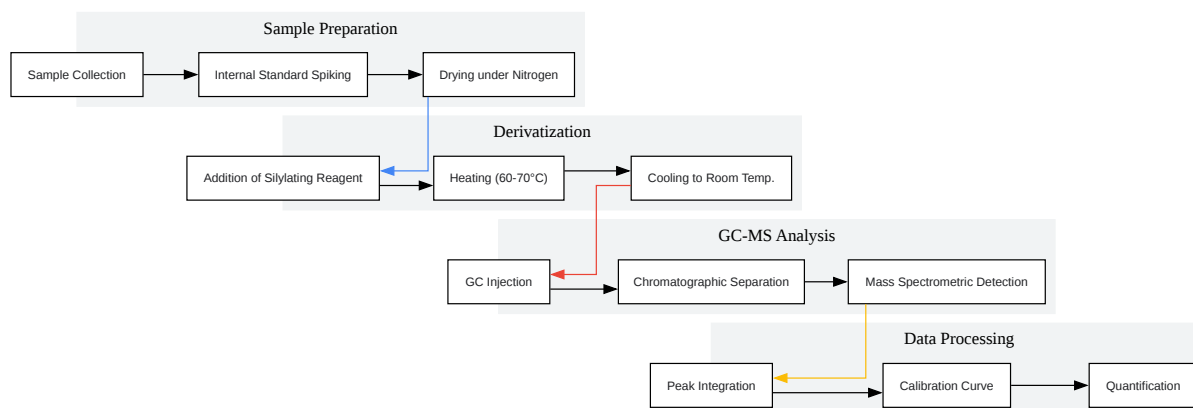 Sample Preparation
Sample Collection
Internal Standard Spiking
Drying under Nitrogen
Derivatization
Addition of Silylating Reagent
Heating (60-70°C)
Cooling to Room Temp.
GC-MS Analysis
GC Injection
Chromatographic Separation
Mass Spectrometric Detection
Data Processing
Peak Integration
Calibration Curve
Quantification